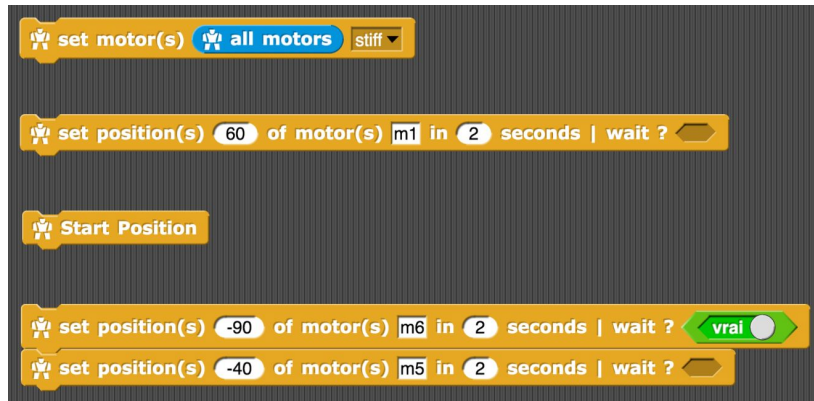 set motor(s) all motors stiff
set position(s) 60 of motor(s) m1 in 2 seconds | wait ?
Start Position
set position(s) -90 of motor(s) m6 in 2 seconds | wait ? vrai
set position(s) -40 of motor(s) m5 in 2 seconds | wait ?